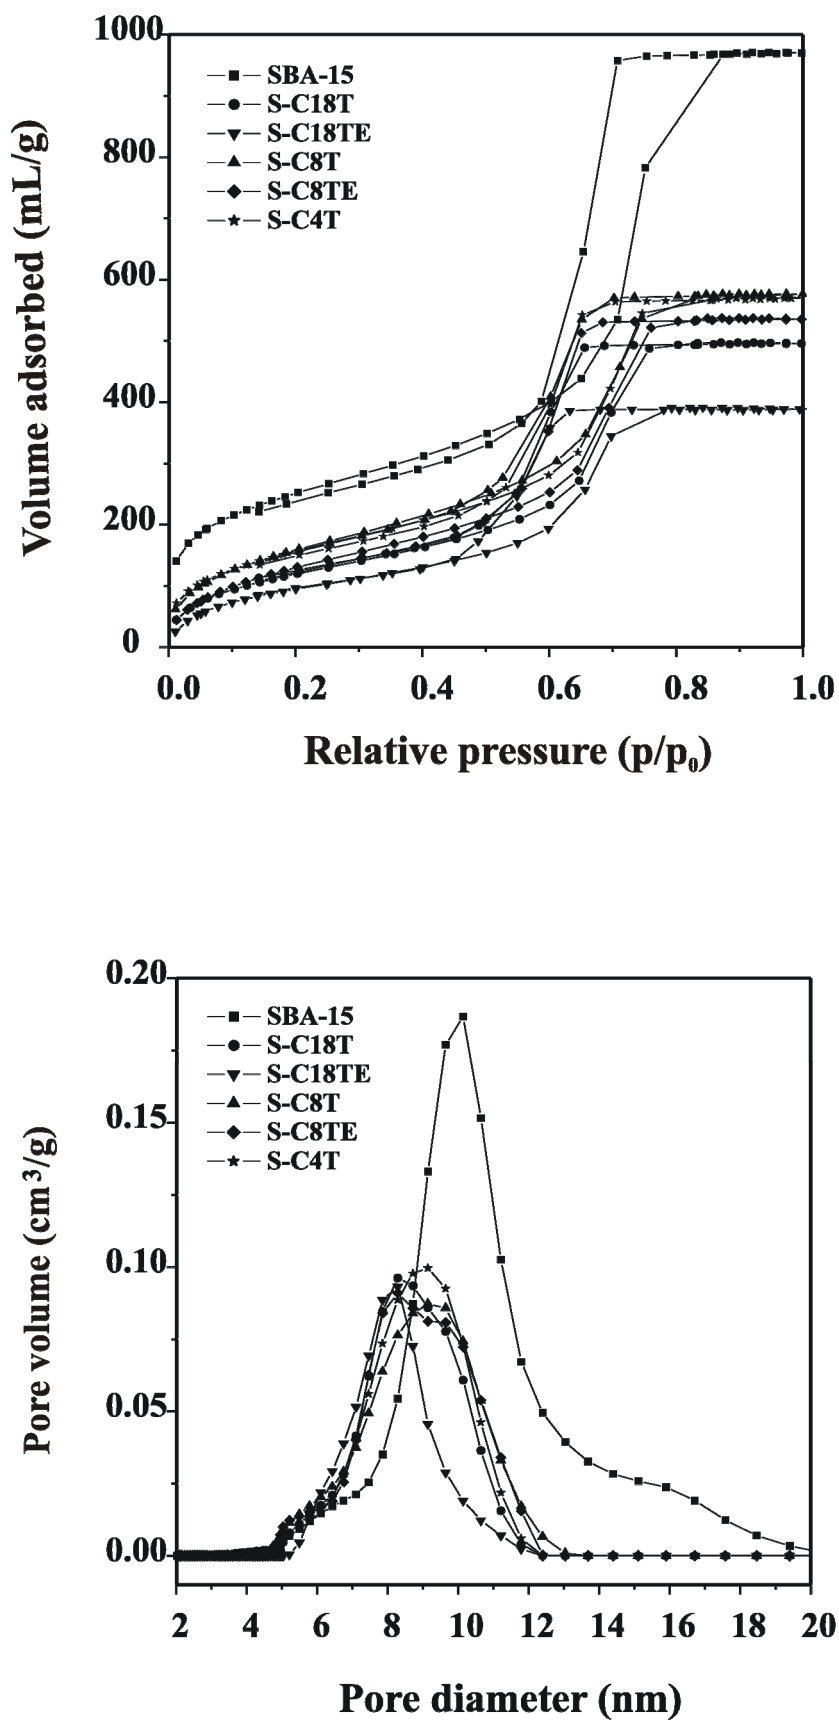 1000
800
600
400
200
0
Volume adsorbed (mL/g)
SBA-15
S-C18T
S-C18TE
S-C8T
S-C8TE
S-C4T
0.0 0.2 0.4 0.6 0.8 1.0
Relative pressure (p/p₀)
0.20
0.15
0.10
0.05
0.00
Pore volume (cm³/g)
SBA-15
S-C18T
S-C18TE
S-C8T
S-C8TE
S-C4T
2 4 6 8 10 12 14 16 18 20
Pore diameter (nm)